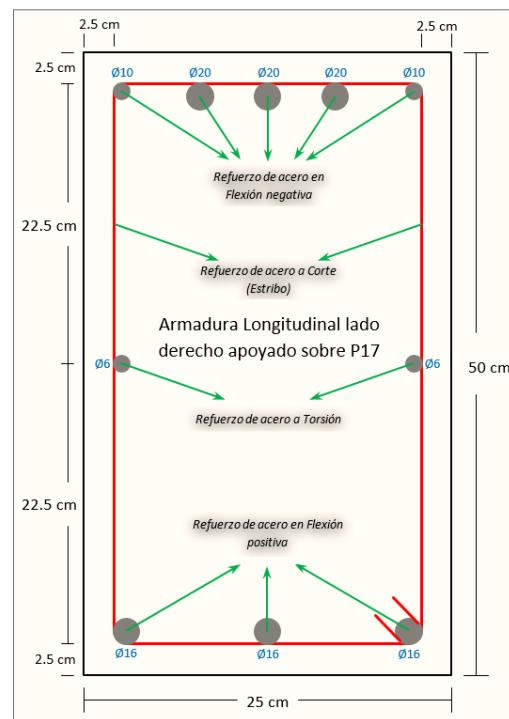 2.5 cm
2.5 cm
2.5 cm
Ø10
Ø20
Ø20
Ø20
Ø10
Refuerzo de acero en
Flexión negativa
22.5 cm
Refuerzo de acero a Corte
(Estribo)
Armadura Longitudinal lado
derecho apoyado sobre P17
Ø6
Ø6
50 cm
Refuerzo de acero a Torsión
22.5 cm
Refuerzo de acero en Flexión
positiva
Ø16
Ø16
Ø16
2.5 cm
25 cm